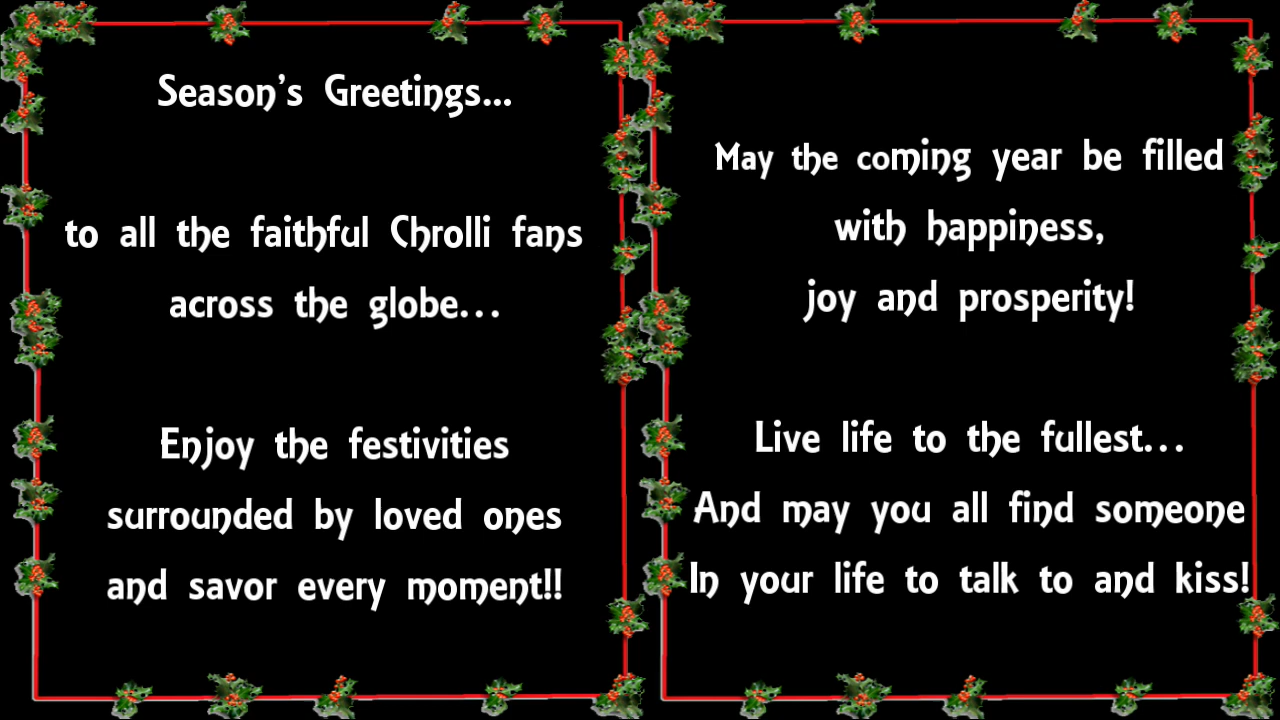 Season's Greetings...
to all the faithful Chrolli fans
across the globe...
Enjoy the festivities
surrounded by loved ones
and savor every moment!!
May the coming year be filled
with happiness,
joy and prosperity!
Live life to the fullest...
And may you all find someone
In your life to talk to and kiss!